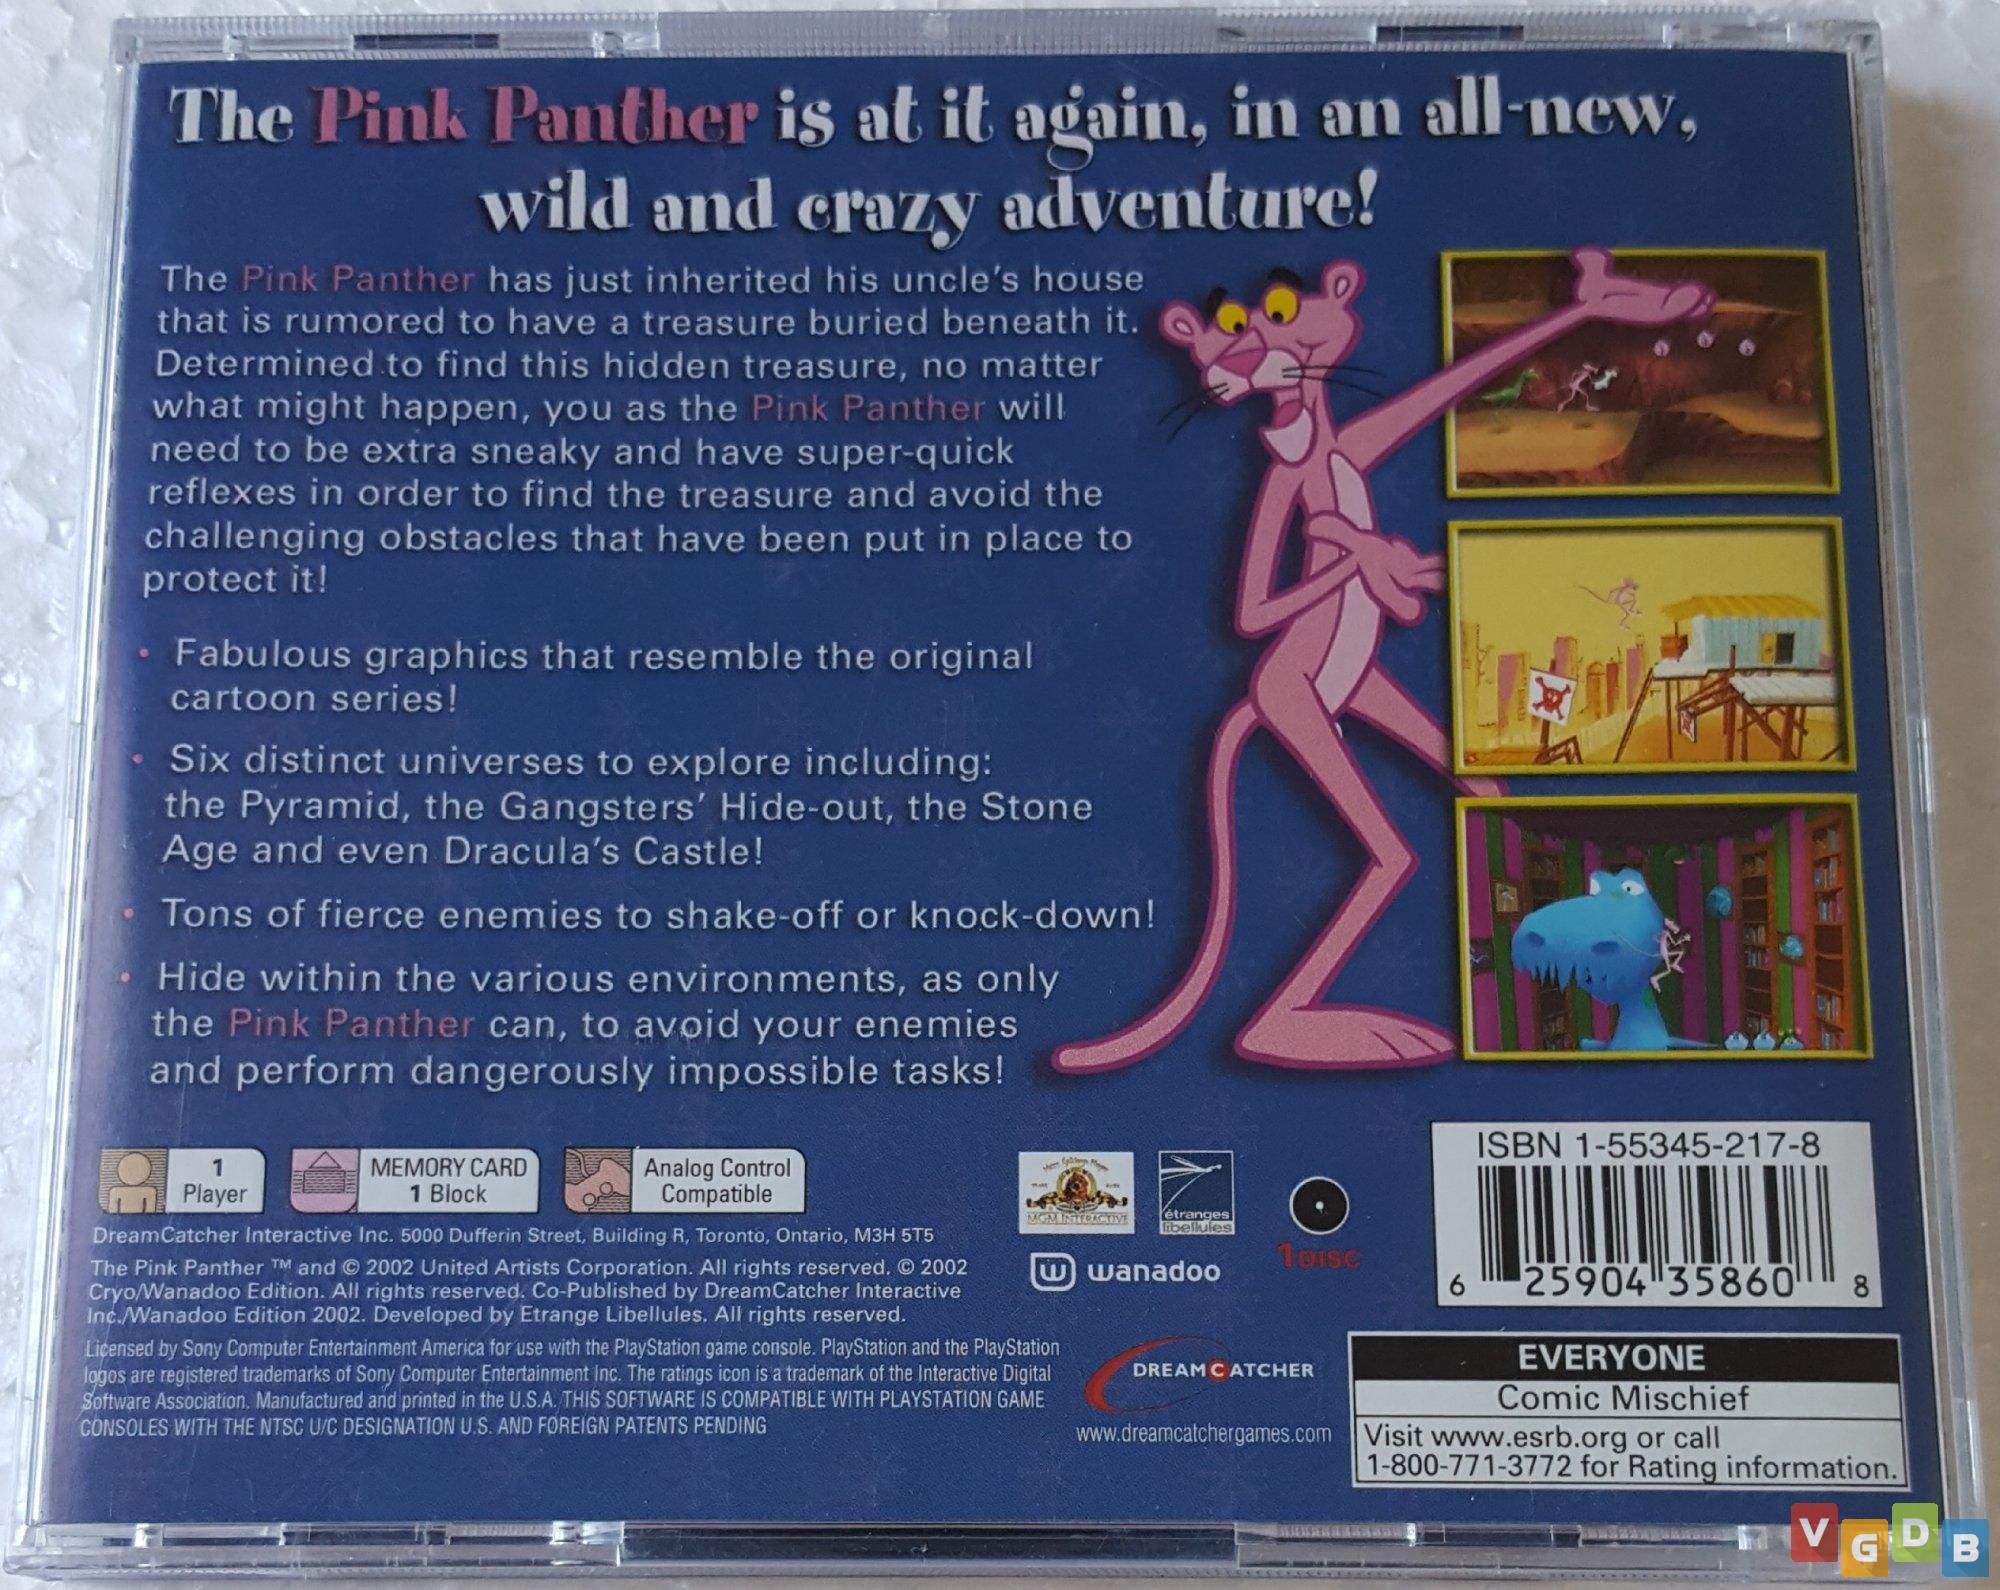 The Pink Panther is at it again, in an all-new,
wild and crazy adventure!
The Pink Panther has just inherited his uncle's house
that is rumored to have a treasure buried beneath it.
Determined to find this hidden treasure, no matter
what might happen, you as the Pink Panther will
need to be extra sneaky and have super-quick
reflexes in order to find the treasure and avoid the
challenging obstacles that have been put in place to
protect it!
• Fabulous graphics that resemble the original
cartoon series!
• Six distinct universes to explore including:
the Pyramid, the Gangsters' Hide-out, the Stone
Age and even Dracula's Castle!
• Tons of fierce enemies to shake-off or knock-down!
• Hide within the various environments, as only
the Pink Panther can, to avoid your enemies
and perform dangerously impossible tasks!
1
Player
MEMORY CARD
1 Block
Analog Control
Compatible
DreamCatcher Interactive Inc. 5000 Dufferin Street, Building R, Toronto, Ontario, M3H 5T5
The Pink Panther ™ and © 2002 United Artists Corporation. All rights reserved. © 2002
Cryo/Wanadoo Edition. All rights reserved. Co-Published by DreamCatcher Interactive
Inc./Wanadoo Edition 2002. Developed by Etrange Libellules. All rights reserved.
Licensed by Sony Computer Entertainment America for use with the PlayStation game console. PlayStation and the PlayStation
logos are registered trademarks of Sony Computer Entertainment Inc. The ratings icon is a trademark of the Interactive Digital
Software Association. Manufactured and printed in the U.S.A. THIS SOFTWARE IS COMPATIBLE WITH PLAYSTATION GAME
CONSOLES WITH THE NTSC U/C DESIGNATION U.S. AND FOREIGN PATENTS PENDING
MGM INTERACTIVE
étranges
libellules
wanadoo
1 DISC
DREAMCATCHER
www.dreamcatchergames.com
ISBN 1-55345-217-8
6 25904 35860 8
EVERYONE
Comic Mischief
Visit www.esrb.org or call
1-800-771-3772 for Rating information.
VGDB